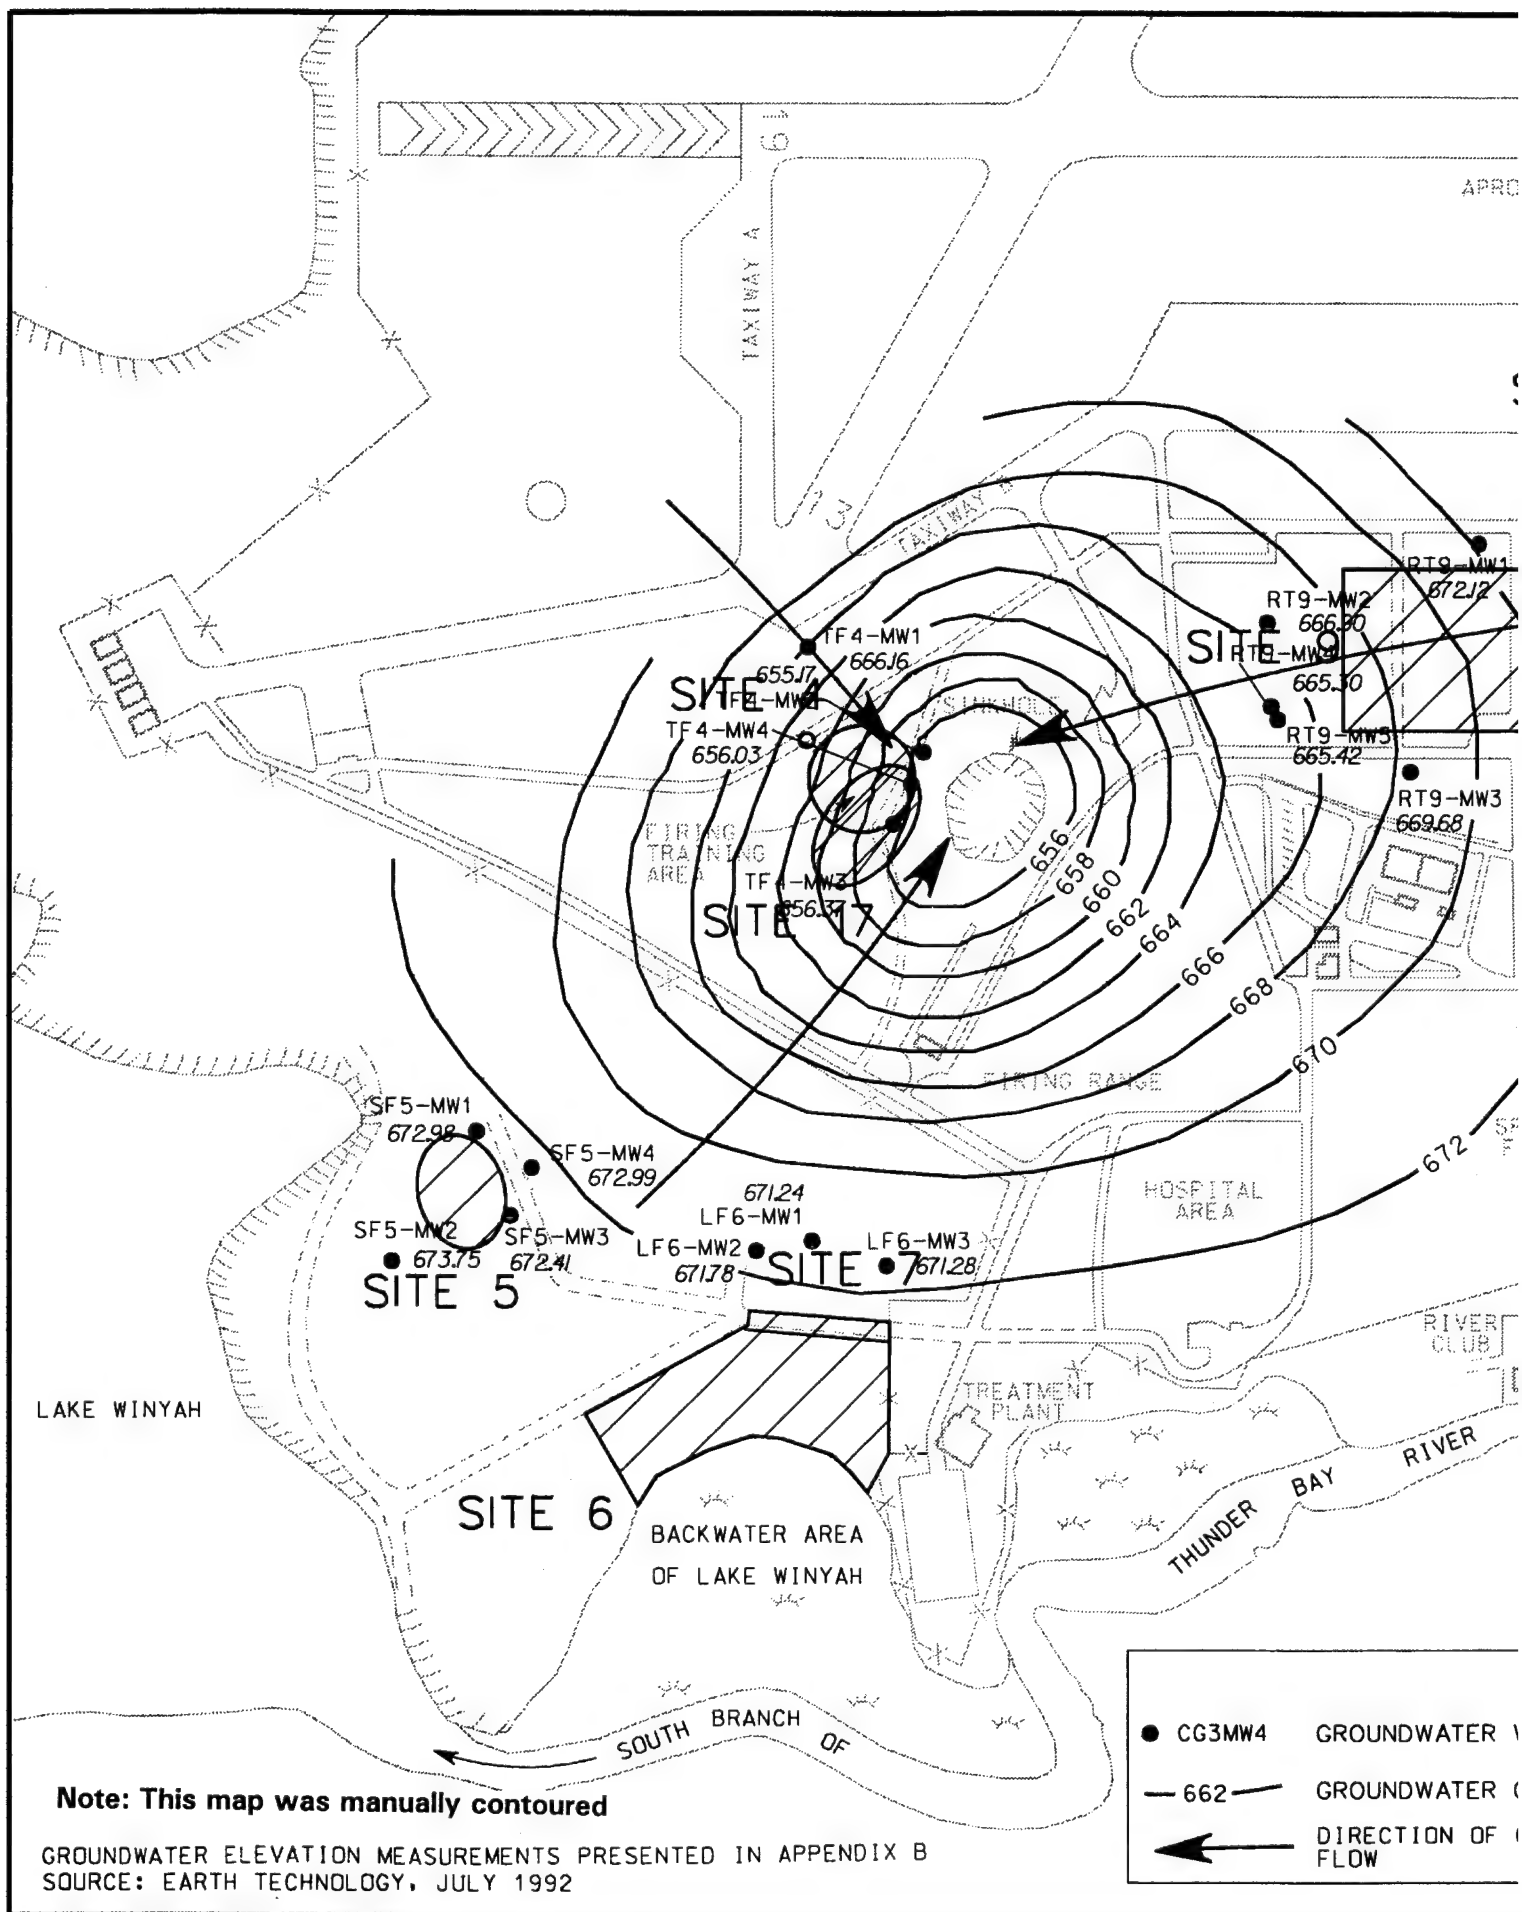 19
APRO
TAXIWAY A
13
TAXIWAY B
RT9-MW1
672.12
RT9-MW2
666.30
SITE 9
RT9-MW4
665.30
RT9-MW5
665.42
RT9-MW3
669.68
TF4-MW1
666.16
655.17
SITE 4
TF4-MW4
656.03
SINKHOLE
FIRING
TRAINING
AREA
TF4-MW3
656.37
SITE 17
656
658
660
662
664
666
668
670
672
FIRING RANGE
SF5-MW1
672.98
SF5-MW4
672.99
SF5-MW2
673.75
SF5-MW3
672.41
SITE 5
671.24
LF6-MW1
LF6-MW2
671.78
LF6-MW3
671.28
SITE 7
HOSPITAL
AREA
RIVER
CLUB
LAKE WINYAH
TREATMENT
PLANT
SITE 6
BACKWATER AREA
OF LAKE WINYAH
THUNDER BAY RIVER
SOUTH BRANCH OF
CG3MW4 GROUNDWATER
662 GROUNDWATER
DIRECTION OF
FLOW
Note: This map was manually contoured
GROUNDWATER ELEVATION MEASUREMENTS PRESENTED IN APPENDIX B
SOURCE: EARTH TECHNOLOGY, JULY 1992